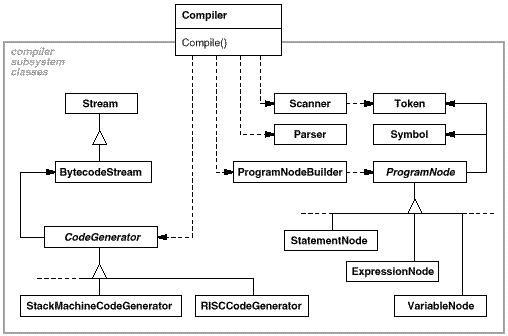 Compiler
Compile()
compiler
subsystem
classes
Stream
Scanner
Token
Parser
Symbol
BytecodeStream
ProgramNodeBuilder
ProgramNode
CodeGenerator
StatementNode
ExpressionNode
StackMachineCodeGenerator
RISCCodeGenerator
VariableNode